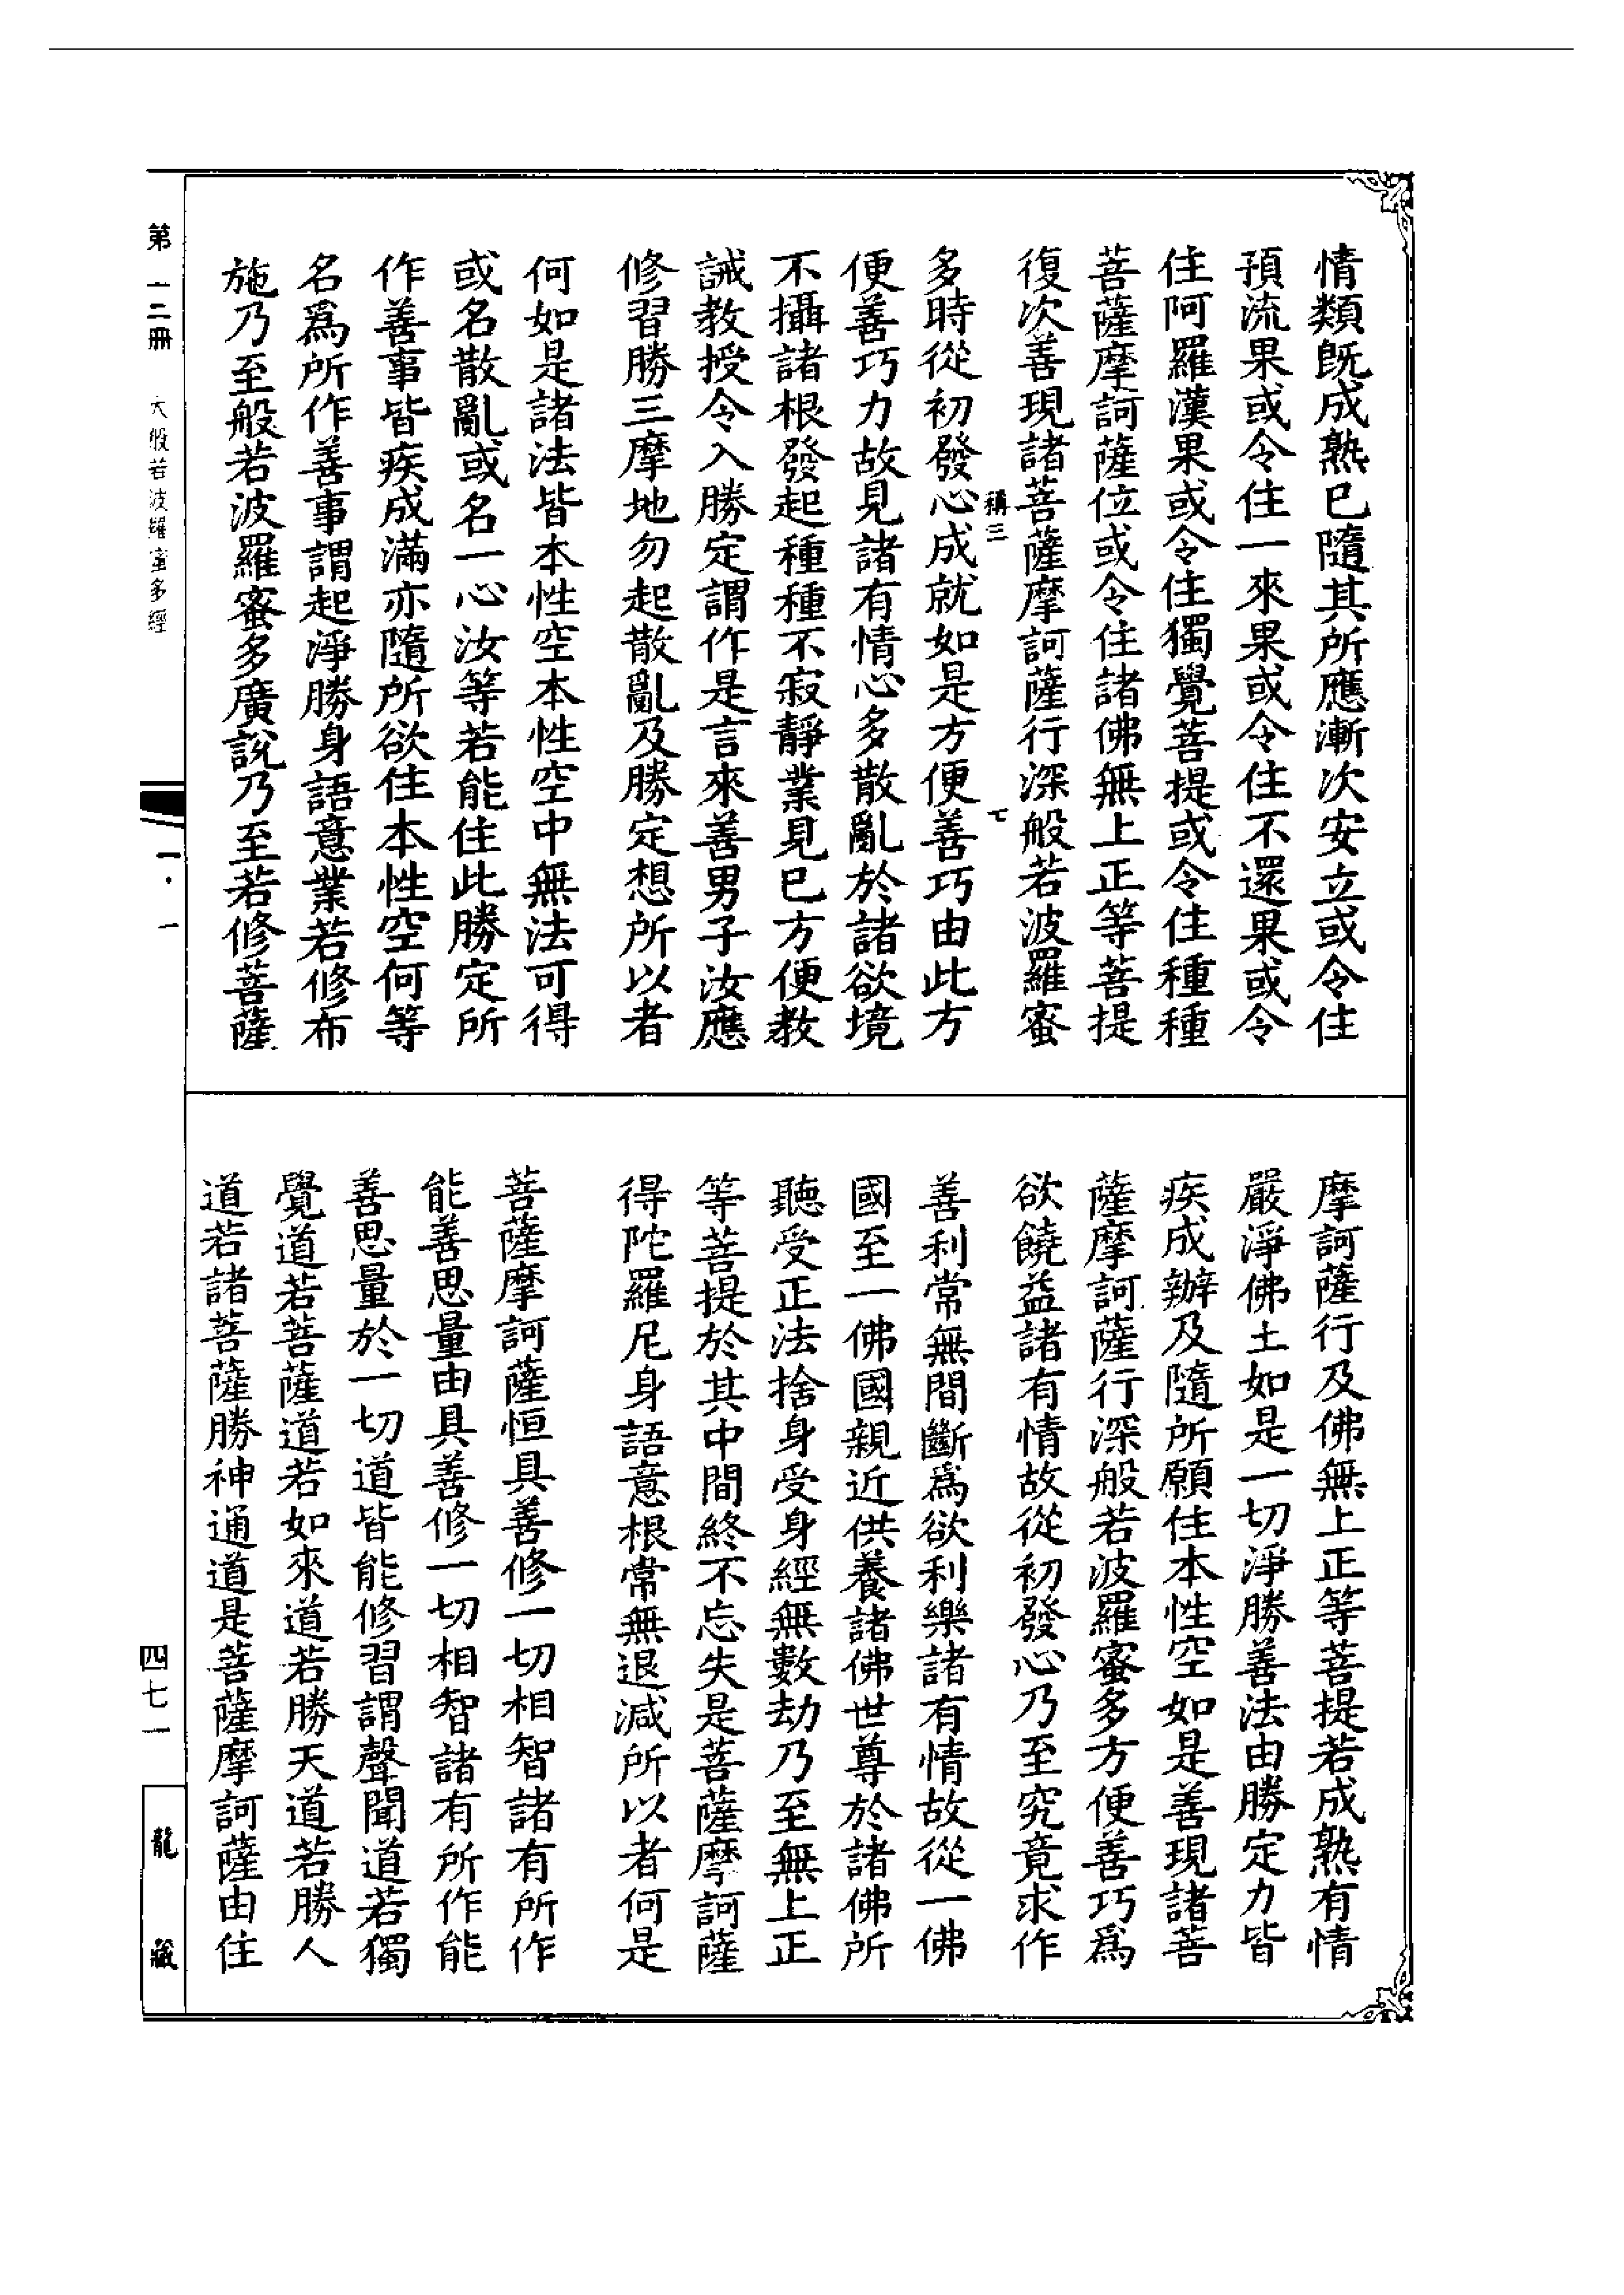 情類既成熟已隨其所應漸次安立或令住
預流果或令住一來果或令住不還果或令
住阿羅漢果或令住獨覺菩提或令住種種
菩薩摩訶薩位或令住諸佛無上正等菩提
復次善現諸菩薩摩訶薩行深般若波羅蜜
稱三
七
多時從初發心成就如是方便善巧由此方
便善巧力故見諸有情心多散亂於諸欲境
不攝諸根發起種種不寂靜業見已方便教
誡教授令入勝定謂作是言來善男子汝應
修習勝三摩地勿起散亂及勝定想所以者
何如是諸法皆本性空本性空中無法可得
或名散亂或名一心汝等若能住此勝定所
作善事皆疾成滿亦隨所欲住本性空何等
名為所作善事謂起淨勝身語意業若修布
施乃至般若波羅蜜多廣說乃至若修菩薩
摩訶薩行及佛無上正等菩提若成熟有情
嚴淨佛土如是一切淨勝善法由勝定力皆
疾成辦及隨所願住本性空如是善現諸菩
薩摩訶薩行深般若波羅蜜多方便善巧為
欲饒益諸有情故從初發心乃至究竟求作
善利常無間斷為欲利樂諸有情故從一佛
國至一佛國親近供養諸佛世尊於諸佛所
聽受正法捨身受身經無數劫乃至無上正
等菩提於其中間終不忘失是菩薩摩訶薩
得陀羅尼身語意根常無退減所以者何是
菩薩摩訶薩恒具善修一切相智諸有所作
能善思量由具善修一切相智諸有所作能
善思量於一切道皆能修習謂聲聞道若獨
覺道若菩薩道若如來道若勝天道若勝人
道若諸菩薩勝神通道是菩薩摩訶薩由住
第一二冊
大般若波羅蜜多經
一·一
四七一
龍藏